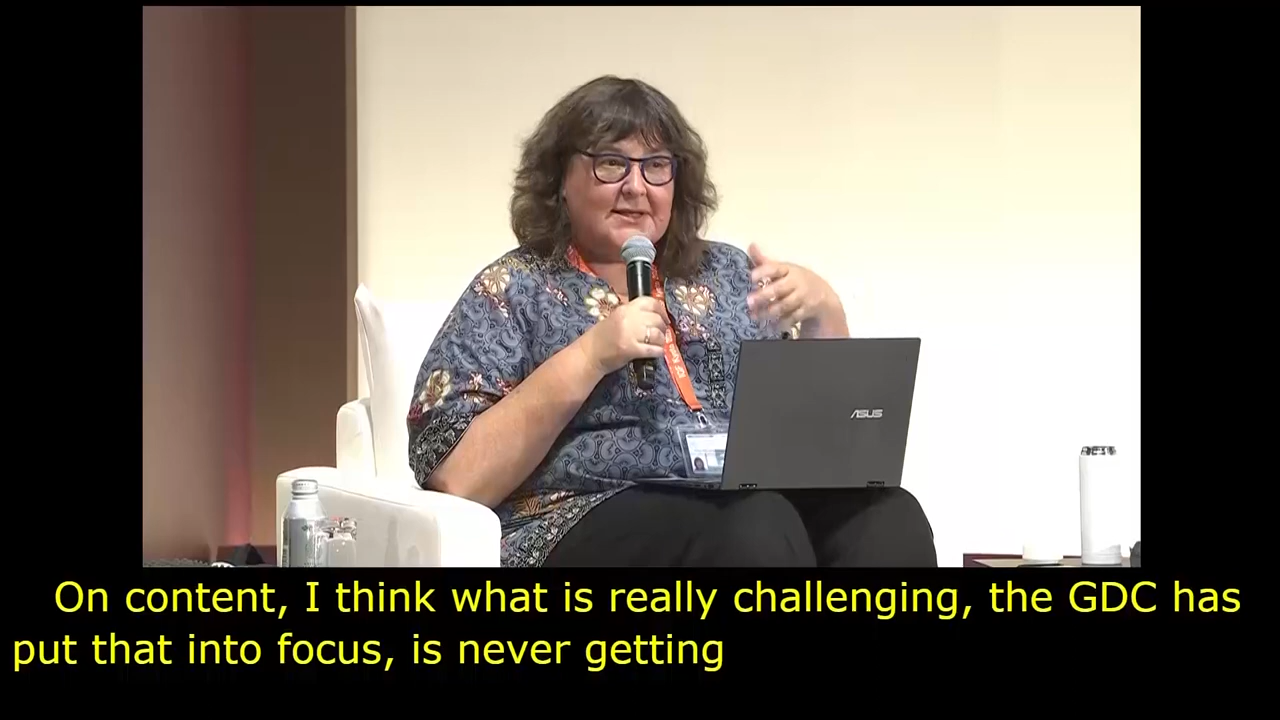 ASUS
On content, I think what is really challenging, the GDC has
put that into focus, is never getting